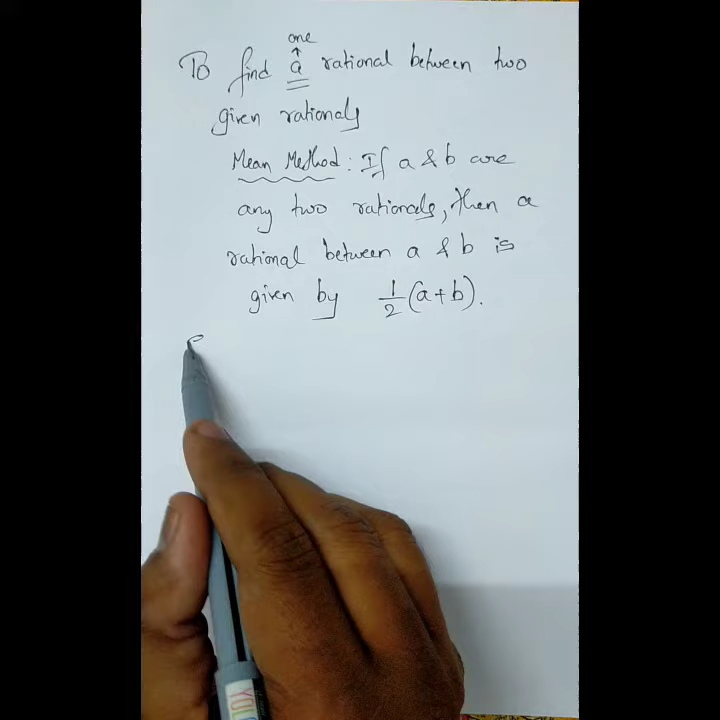 one
To find a rational between two
given rationals
Mean Method: If a & b are
any two rationals, then a
rational between a & b is
given by 1/2 (a+b).
YOL